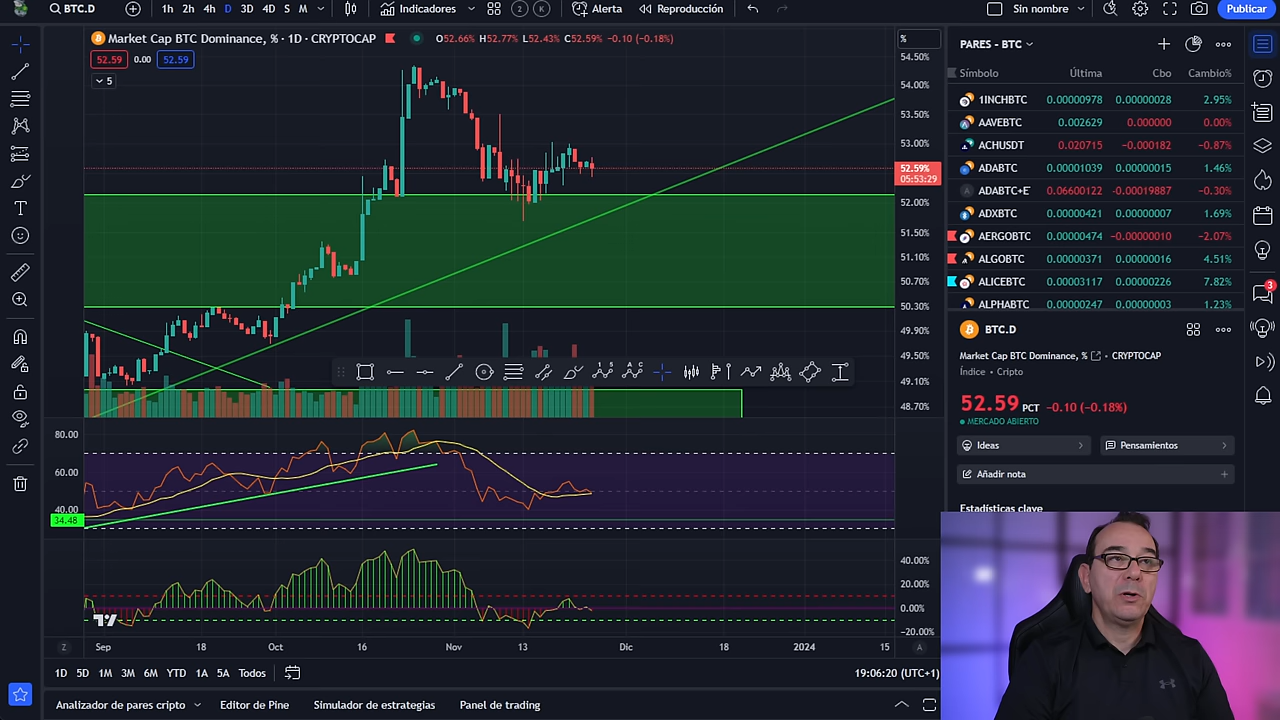 BTC.D
1h 2h 4h D 3D 4D S M
Indicadores
2 K
Alerta
Reproducción
Sin nombre
Publicar
Market Cap BTC Dominance, % · 1D · CRYPTOCAP
O52.66% H52.77% L52.43% C52.59% −0.10 (−0.18%)
52.59 0.00 52.59
5
%
54.50%
54.00%
53.50%
53.00%
52.59%
05:53:29
52.00%
51.50%
51.10%
50.70%
50.30%
49.90%
49.50%
49.10%
48.70%
80.00
60.00
40.00
34.48
40.00%
20.00%
0.00%
−20.00%
Z
Sep 18 Oct 16 Nov 13 Dic 18 2024 15
A
1D 5D 1M 3M 6M YTD 1A 5A Todos
19:06:20 (UTC+1)
Analizador de pares cripto
Editor de Pine
Simulador de estrategias
Panel de trading
PARES - BTC
Símbolo Última Cbo Cambio%
1INCHBTC 0.00000978 0.00000028 2.95%
AAVEBTC 0.002629 0.000000 0.00%
ACHUSDT 0.020715 −0.000182 −0.87%
ADABTC 0.00001039 0.00000015 1.46%
A ADABTC+E 0.06600122 −0.00019887 −0.30%
ADXBTC 0.00000421 0.00000007 1.69%
AERGOBTC 0.00000474 −0.00000010 −2.07%
ALGOBTC 0.00000371 0.00000016 4.51%
ALICEBTC 0.00003117 0.00000226 7.82%
ALPHABTC 0.00000247 0.00000003 1.23%
3
BTC.D
Market Cap BTC Dominance, % · CRYPTOCAP
Índice • Cripto
52.59 PCT −0.10 (−0.18%)
MERCADO ABIERTO
Ideas
Pensamientos
Añadir nota
Estadísticas clave